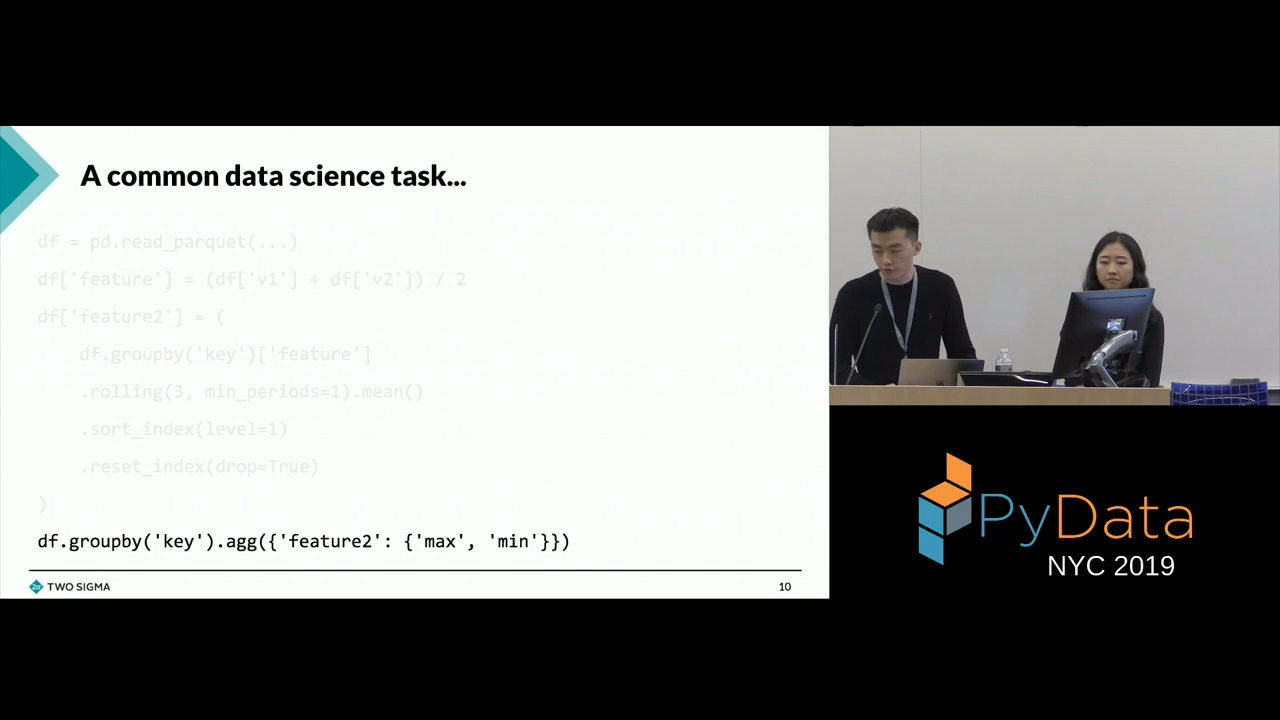 A common data science task...
df = pd.read_parquet(...)
df['feature'] = (df['v1'] + df['v2']) / 2
df['feature2'] = (
df.groupby('key')['feature']
.rolling(3, min_periods=1).mean()
.sort_index(level=1)
.reset_index(drop=True)
)
df.groupby('key').agg({'feature2': {'max', 'min'}})
TWO SIGMA
10
PyData
NYC 2019